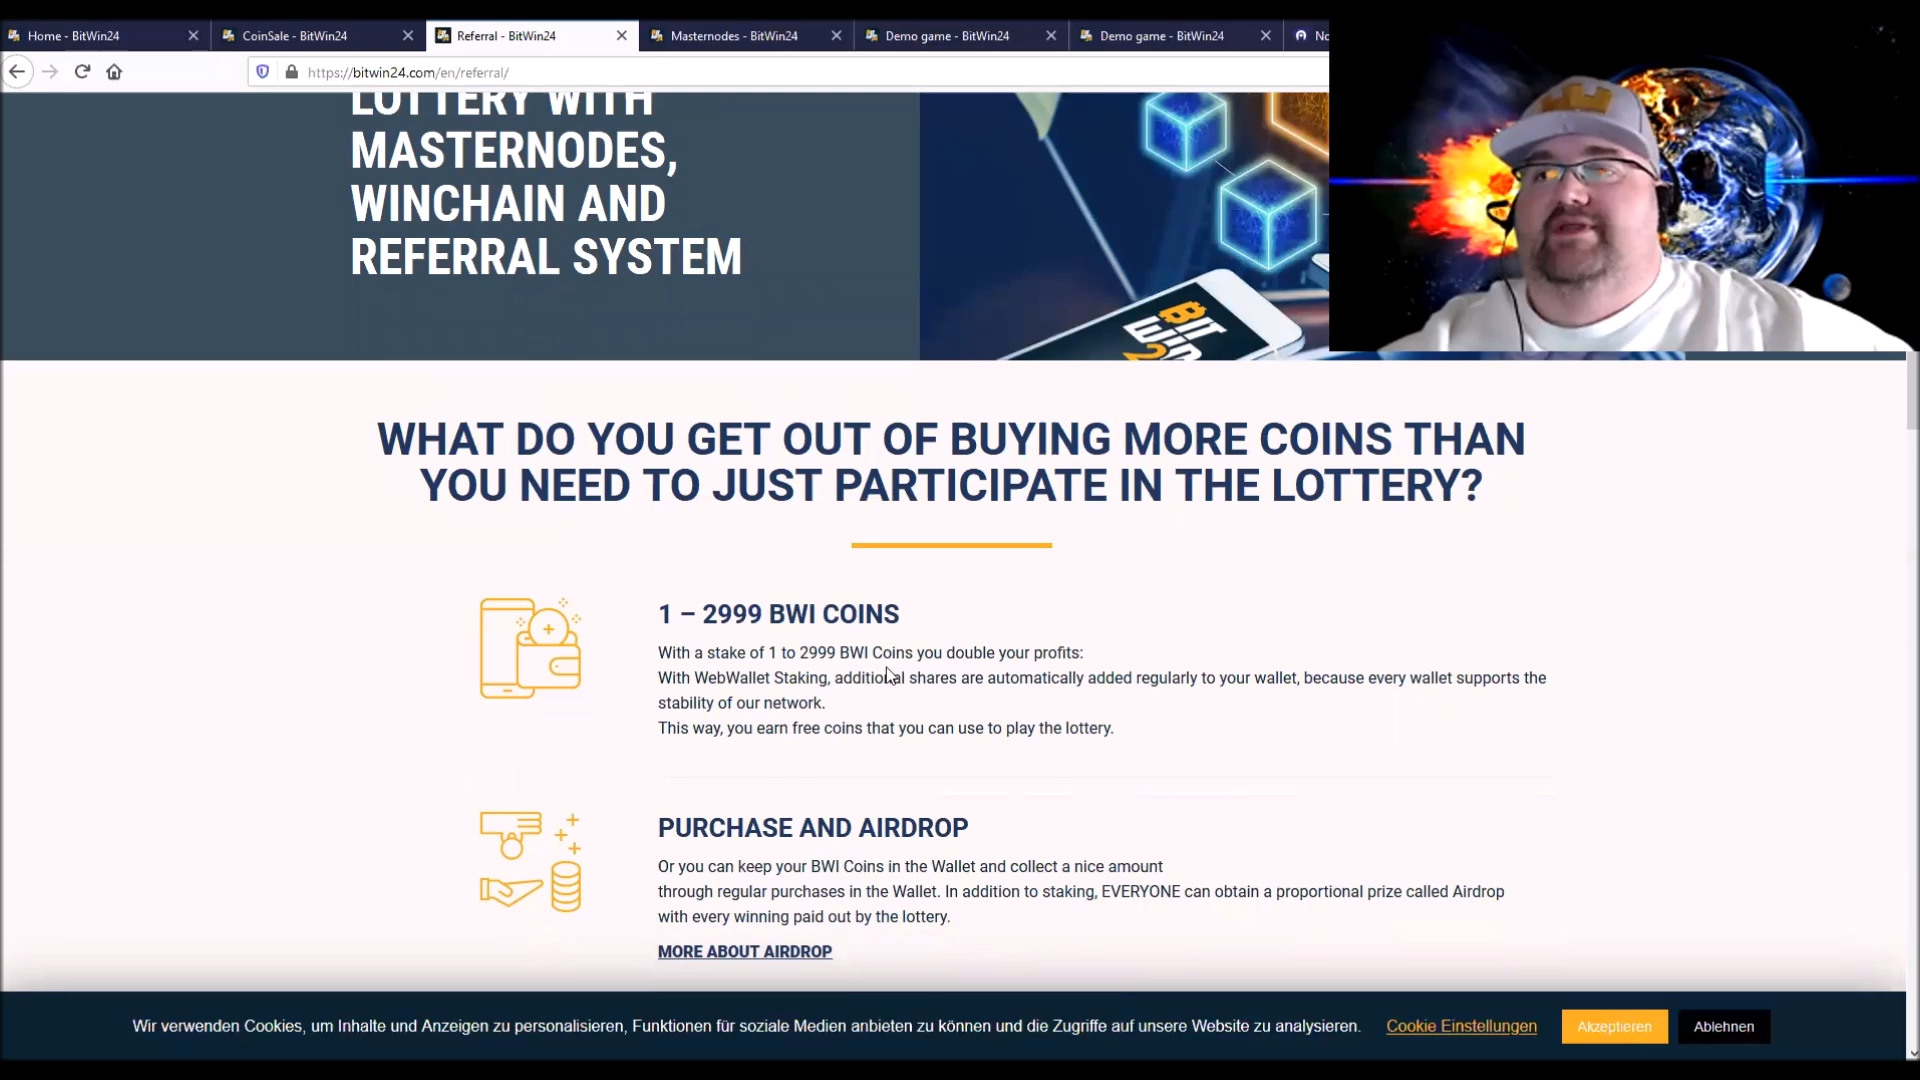 Home - BitWin24
CoinSale - BitWin24
Referral - BitWin24
Masternodes - BitWin24
Demo game - BitWin24
Demo game - BitWin24
No
https://bitwin24.com/en/referral/
LOTTERY WITH
MASTERNODES,
WINCHAIN AND
REFERRAL SYSTEM
BIT
WIN
2
WHAT DO YOU GET OUT OF BUYING MORE COINS THAN
YOU NEED TO JUST PARTICIPATE IN THE LOTTERY?
1 – 2999 BWI COINS
With a stake of 1 to 2999 BWI Coins you double your profits:
With WebWallet Staking, additional shares are automatically added regularly to your wallet, because every wallet supports the
stability of our network.
This way, you earn free coins that you can use to play the lottery.
PURCHASE AND AIRDROP
Or you can keep your BWI Coins in the Wallet and collect a nice amount
through regular purchases in the Wallet. In addition to staking, EVERYONE can obtain a proportional prize called Airdrop
with every winning paid out by the lottery.
MORE ABOUT AIRDROP
Wir verwenden Cookies, um Inhalte und Anzeigen zu personalisieren, Funktionen für soziale Medien anbieten zu können und die Zugriffe auf unsere Website zu analysieren.
Cookie Einstellungen
Akzeptieren
Ablehnen